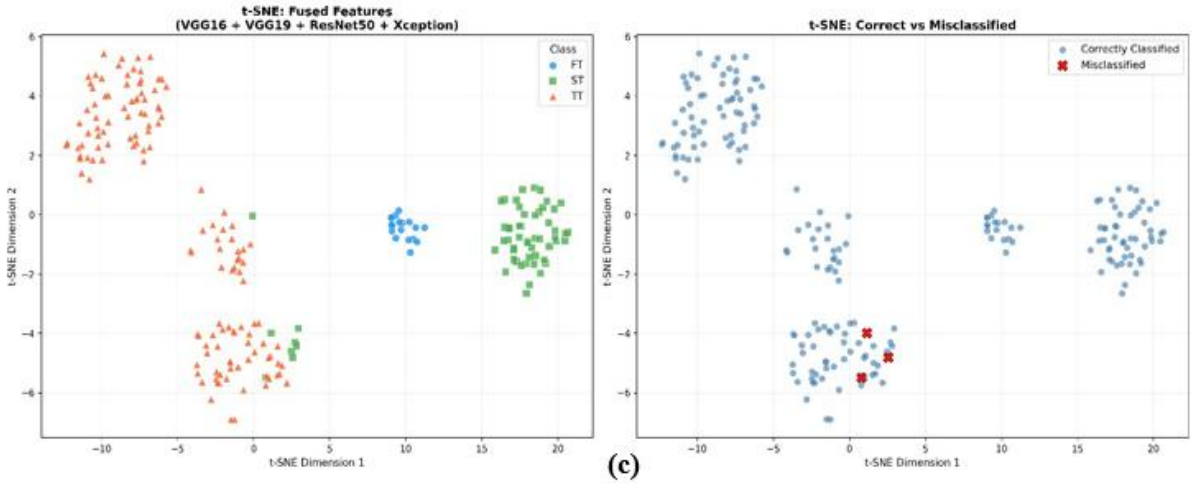 t-SNE: Fused Features
(VGG16 + VGG19 + ResNet50 + Xception)
6
4
2
0
−2
−4
−6
t-SNE Dimension 2
Class
FT
ST
TT
−10
−5
0
5
10
15
20
t-SNE Dimension 1
t-SNE: Correct vs Misclassified
6
4
2
0
−2
−4
−6
t-SNE Dimension 2
Correctly Classified
Misclassified
−10
−5
0
5
10
15
20
t-SNE Dimension 1
(c)